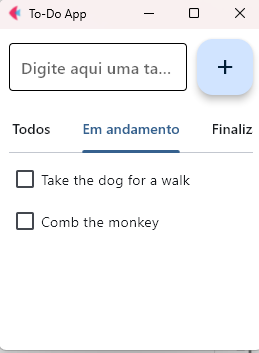 To-Do App
Digite aqui uma ta...
+
Todos Em andamento Finaliz
Take the dog for a walk
Comb the monkey